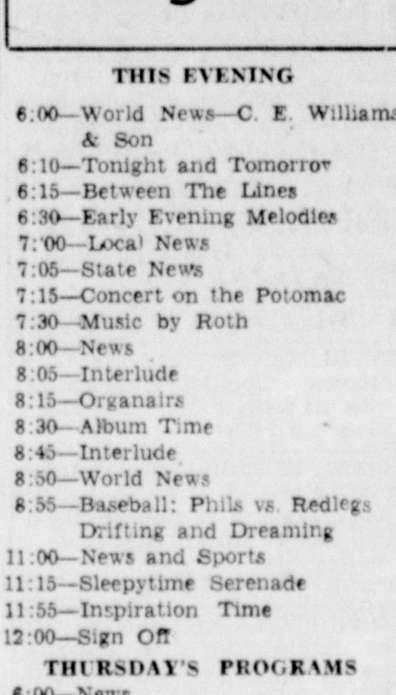 THIS EVENING
6:00—World News—C. E. Williams
& Son
6:10—Tonight and Tomorrow
6:15—Between The Lines
6:30—Early Evening Melodies
7:00—Local News
7:05—State News
7:15—Concert on the Potomac
7:30—Music by Roth
8:00—News
8:05—Interlude
8:15—Organairs
8:30—Album Time
8:45—Interlude
8:50—World News
8:55—Baseball: Phils vs. Redlegs
Drifting and Dreaming
11:00—News and Sports
11:15—Sleepytime Serenade
11:55—Inspiration Time
12:00—Sign Off
THURSDAY'S PROGRAMS
6:00—News